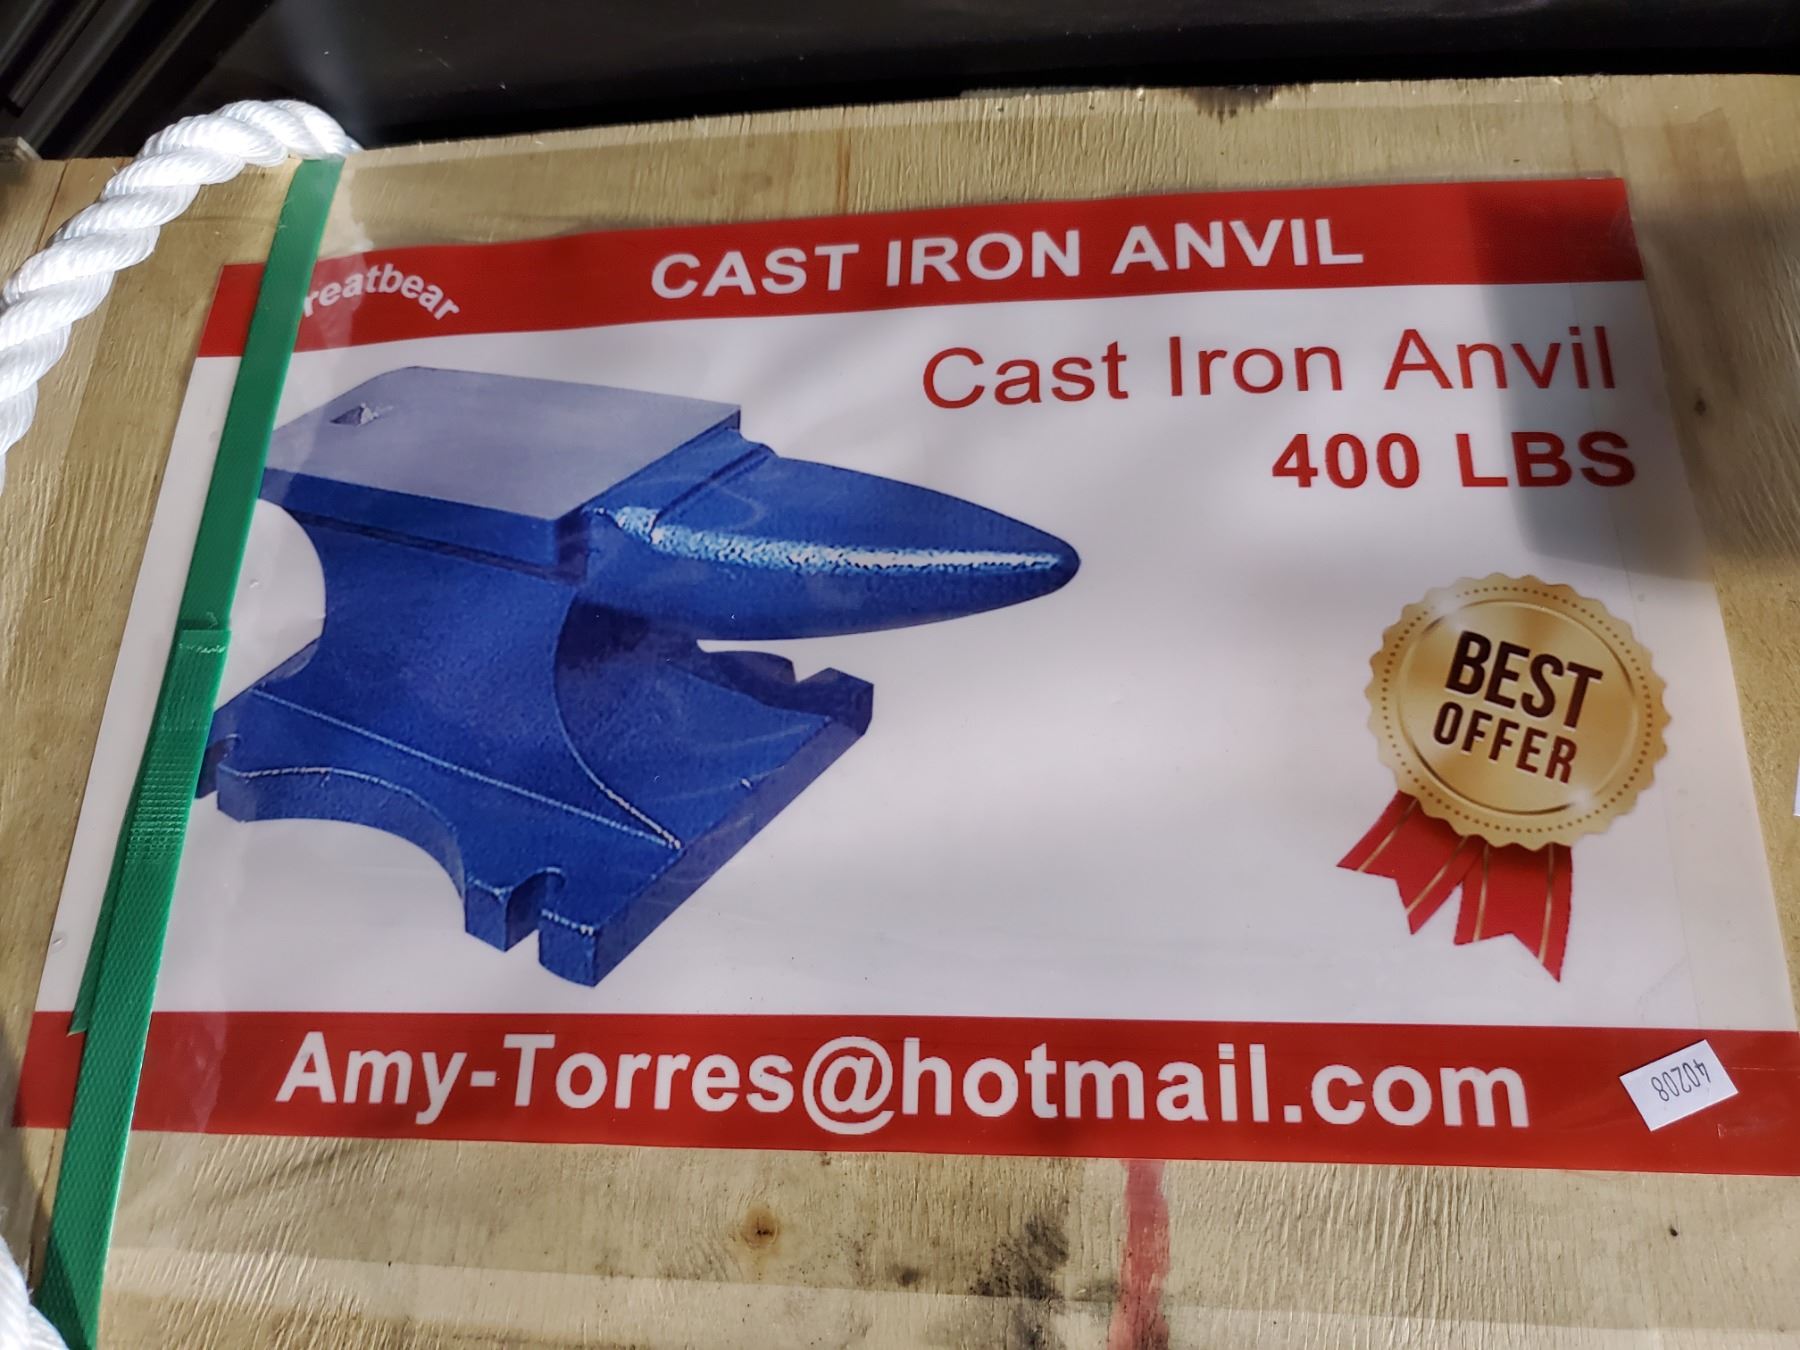 reatbear
CAST IRON ANVIL
Cast Iron Anvil
400 LBS
BEST
OFFER
Amy-Torres@hotmail.com
40208